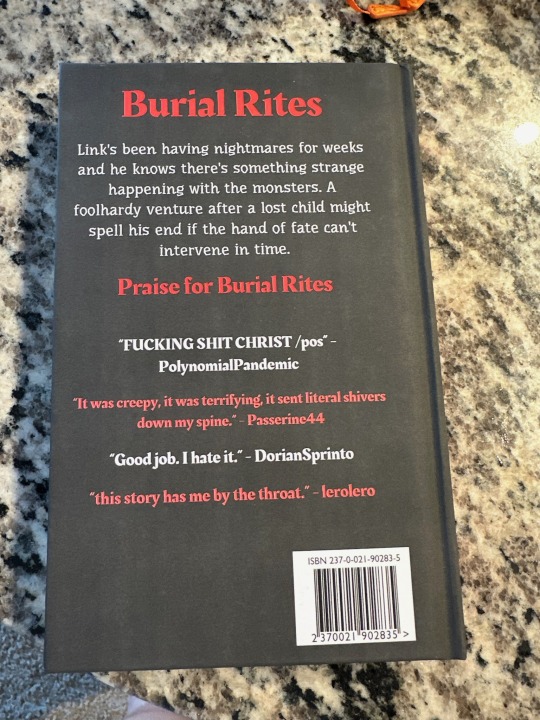 Burial Rites
Link's been having nightmares for weeks
and he knows there's something strange
happening with the monsters. A
foolhardy venture after a lost child might
spell his end if the hand of fate can't
intervene in time.
Praise for Burial Rites
"FUCKING SHIT CHRIST /pos" -
PolynomialPandemic
"It was creepy, it was terrifying, it sent literal shivers
down my spine." - Passerine44
"Good job. I hate it." - DorianSprinto
"this story has me by the throat." - lerolero
ISBN 237-0-021-90283-5
2 370021 902835 >